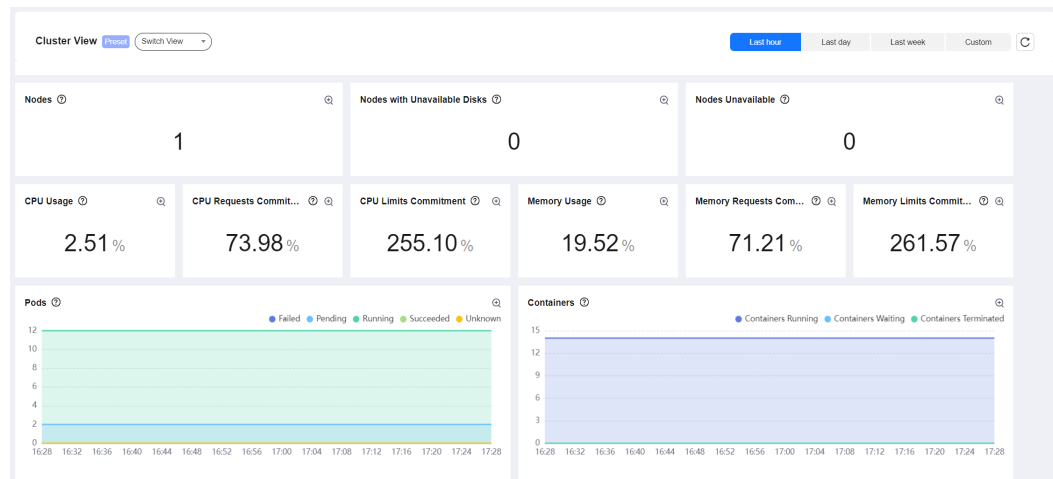 Cluster View Preset Switch View Last hour Last day Last week Custom
Nodes Nodes with Unavailable Disks Nodes Unavailable
1 0 0
CPU Usage CPU Requests Commit... CPU Limits Commitment Memory Usage Memory Requests Com... Memory Limits Commit...
2.51 % 73.98 % 255.10 % 19.52 % 71.21 % 261.57 %
Pods Containers
Failed Pending Running Succeeded Unknown Containers Running Containers Waiting Containers Terminated
12 15
10 12
8 9
6 6
4 3
2 0
0
16:28 16:32 16:36 16:40 16:44 16:48 16:52 16:56 17:00 17:04 17:08 17:12 17:16 17:20 17:24 17:28 16:28 16:32 16:36 16:40 16:44 16:48 16:52 16:56 17:00 17:04 17:08 17:12 17:16 17:20 17:24 17:28